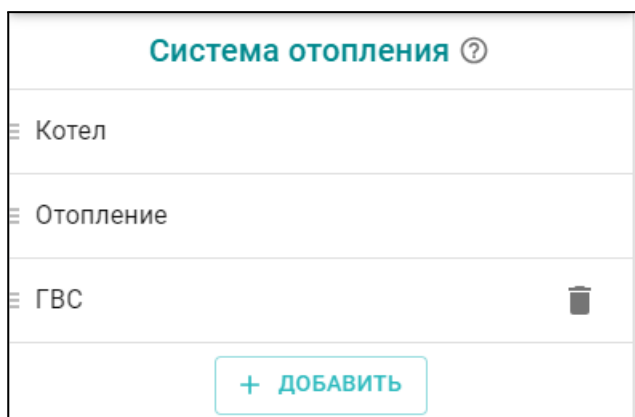 Система отопления
Котел
Отопление
ГВС
+ ДОБАВИТЬ